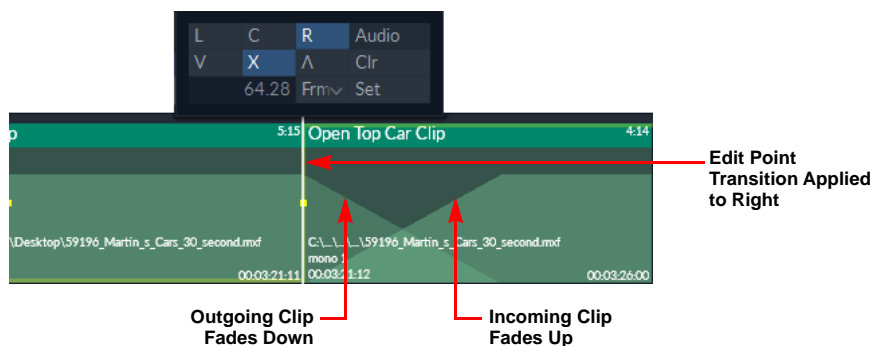 L C R Audio
V X Λ Clr
64.28 Frm Set
p 5:15 Open Top Car Clip 4:14
Edit Point
Transition Applied
to Right
\Desktop\59196_Martin_s_Cars_30_second.mxf C:\_\_\_\59196_Martin_s_Cars_30_second.mxf
mono 1
00:03:21:11 00:03:21:12 00:03:26:00
Outgoing Clip
Fades Down
Incoming Clip
Fades Up